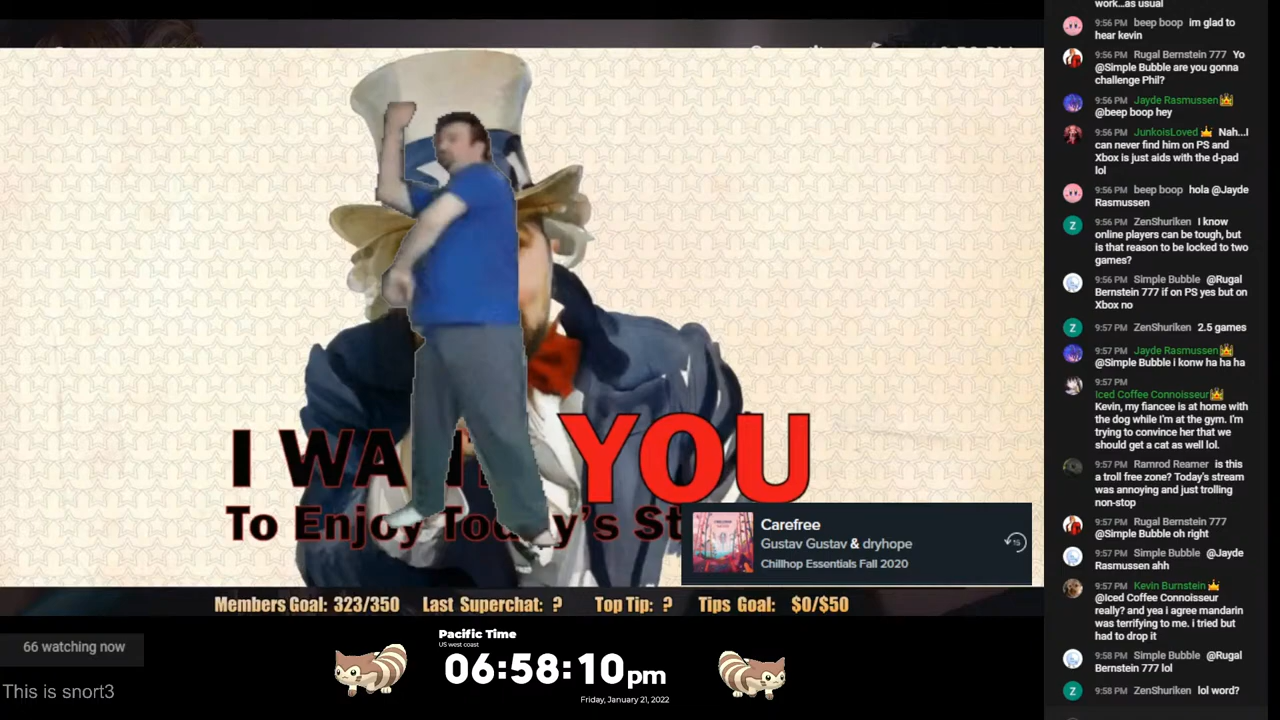 I WANT YOU
To Enjoy Today's St
Carefree
Gustav Gustav & dryhope
Chillhop Essentials Fall 2020
15
Members Goal: 323/350 Last Superchat: ? Top Tip: ? Tips Goal: $0/$50
66 watching now
This is snort3
Pacific Time
US west coast
06:58:10pm
Friday, January 21, 2022
work...as usual
9:56 PM beep boop im glad to
hear kevin
9:56 PM Rugal Bernstein 777 Yo
@Simple Bubble are you gonna
challenge Phil?
9:56 PM Jayde Rasmussen
@beep boop hey
9:56 PM JunkoisLoved Nah...I
can never find him on PS and
Xbox is just aids with the d-pad
lol
9:56 PM beep boop hola @Jayde
Rasmussen
Z
9:56 PM ZenShuriken I know
online players can be tough, but
is that reason to be locked to two
games?
9:56 PM Simple Bubble @Rugal
Bernstein 777 if on PS yes but on
Xbox no
Z
9:57 PM ZenShuriken 2.5 games
9:57 PM Jayde Rasmussen
@Simple Bubble i konw ha ha ha
9:57 PM
Iced Coffee Connoisseur
Kevin, my fiancee is at home with
the dog while I'm at the gym. I'm
trying to convince her that we
should get a cat as well lol.
9:57 PM Ramrod Reamer is this
a troll free zone? Today's stream
was annoying and just trolling
non-stop
9:57 PM Rugal Bernstein 777
@Simple Bubble oh right
9:57 PM Simple Bubble @Jayde
Rasmussen ahh
9:57 PM Kevin Burnstein
@Iced Coffee Connoisseur
really? and yea i agree mandarin
was terrifying to me. i tried but
had to drop it
9:58 PM Simple Bubble @Rugal
Bernstein 777 lol
Z
9:58 PM ZenShuriken lol word?